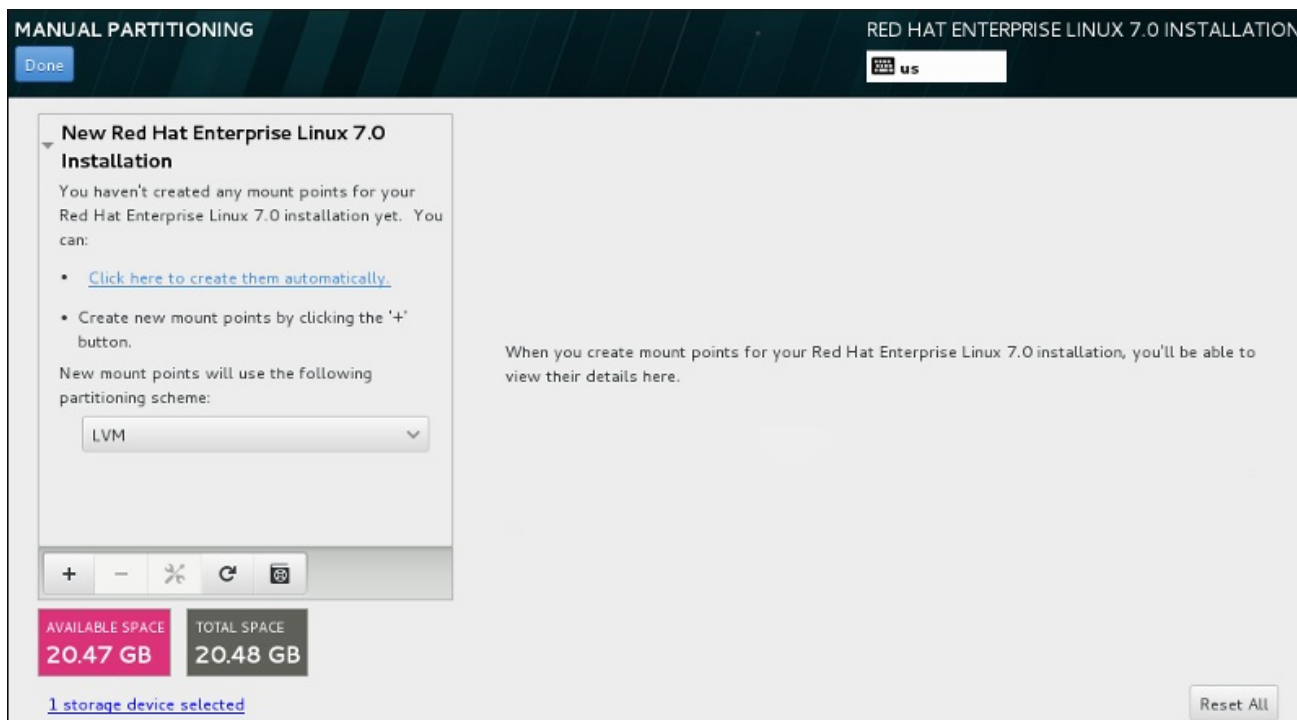 MANUAL PARTITIONING
RED HAT ENTERPRISE LINUX 7.0 INSTALLATION
Done
us
New Red Hat Enterprise Linux 7.0
Installation
You haven't created any mount points for your
Red Hat Enterprise Linux 7.0 installation yet. You
can:
• Click here to create them automatically.
• Create new mount points by clicking the '+'
button.
New mount points will use the following
partitioning scheme:
LVM
When you create mount points for your Red Hat Enterprise Linux 7.0 installation, you'll be able to
view their details here.
+ −
AVAILABLE SPACE
20.47 GB
TOTAL SPACE
20.48 GB
1 storage device selected
Reset All